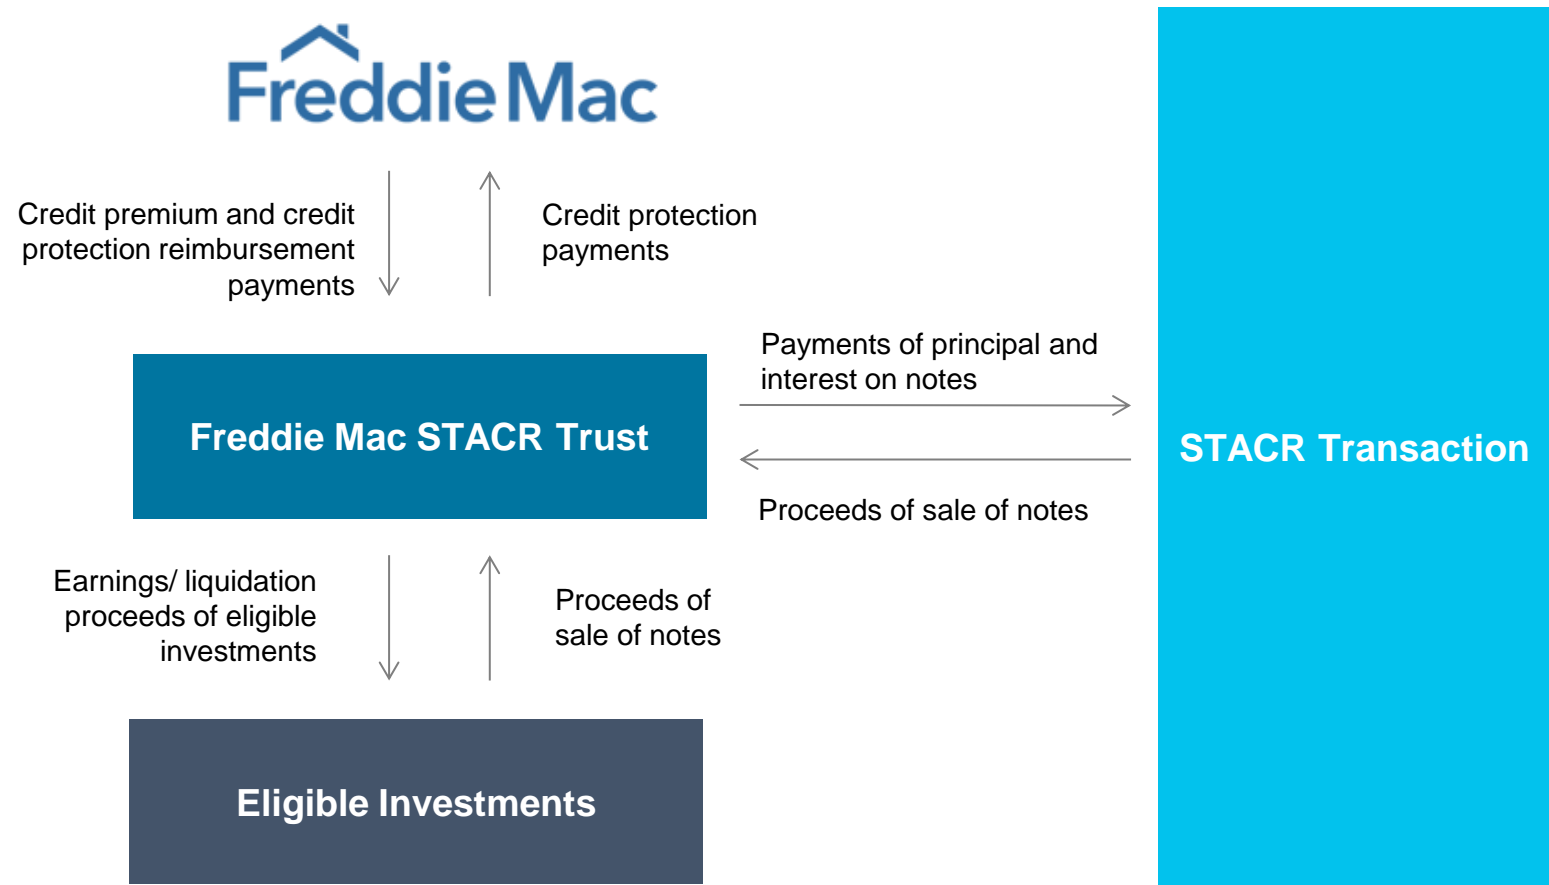 Freddie Mac
Credit premium and credit
protection reimbursement
payments
Credit protection
payments
Payments of principal and
interest on notes
Freddie Mac STACR Trust
STACR Transaction
Proceeds of sale of notes
Earnings/ liquidation
proceeds of eligible
investments
Proceeds of
sale of notes
Eligible Investments